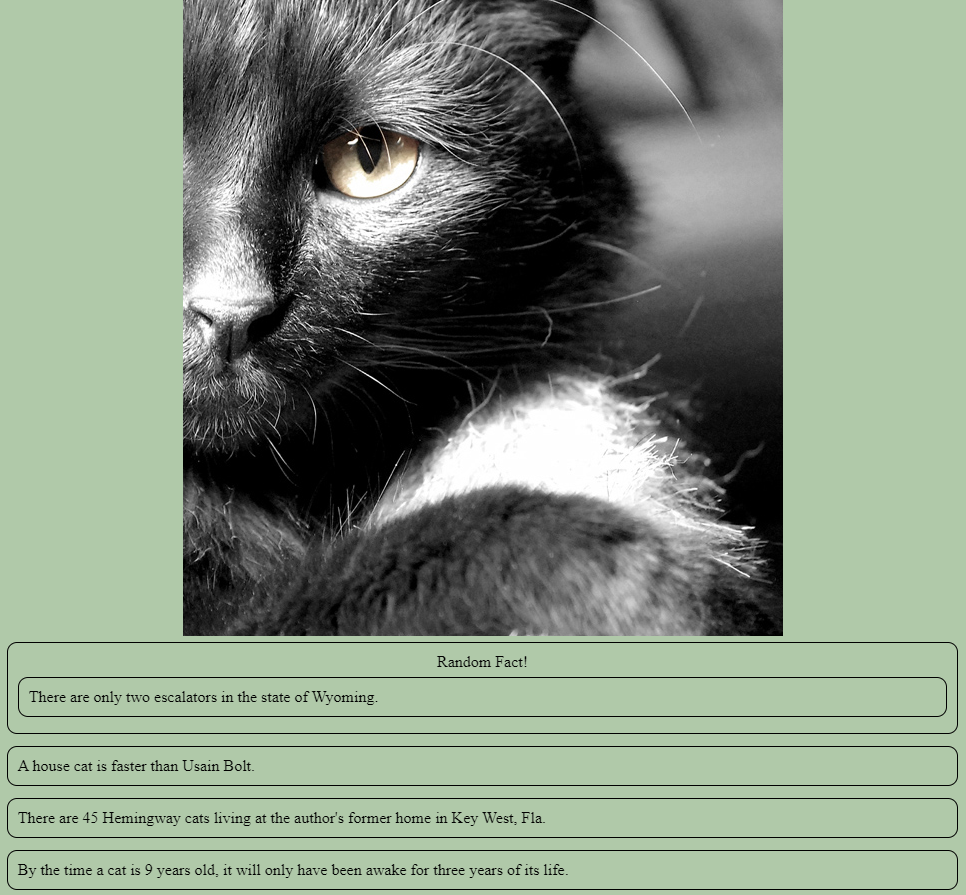 Random Fact!
There are only two escalators in the state of Wyoming.
A house cat is faster than Usain Bolt.
There are 45 Hemingway cats living at the author's former home in Key West, Fla.
By the time a cat is 9 years old, it will only have been awake for three years of its life.